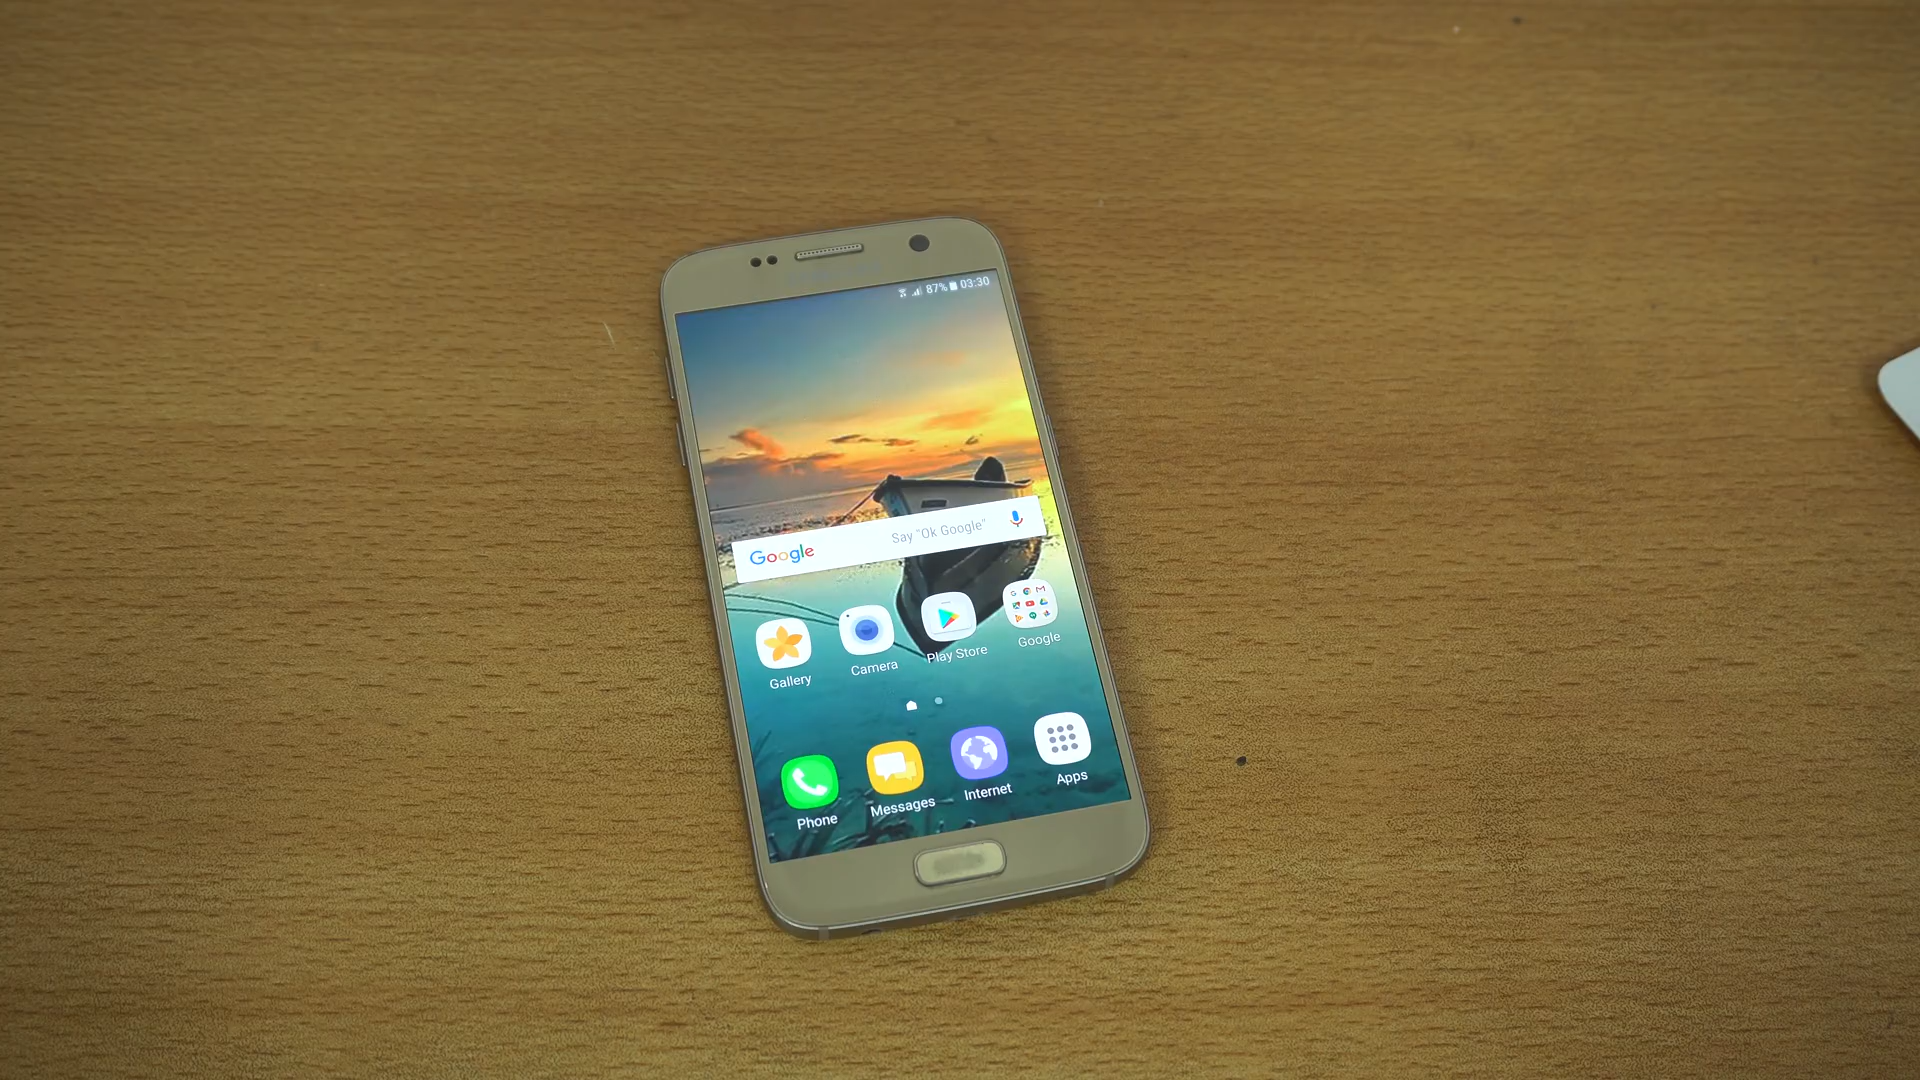 87% 03:30
Google Say "Ok Google"
Gallery Camera Play Store Google
Phone Messages Internet Apps